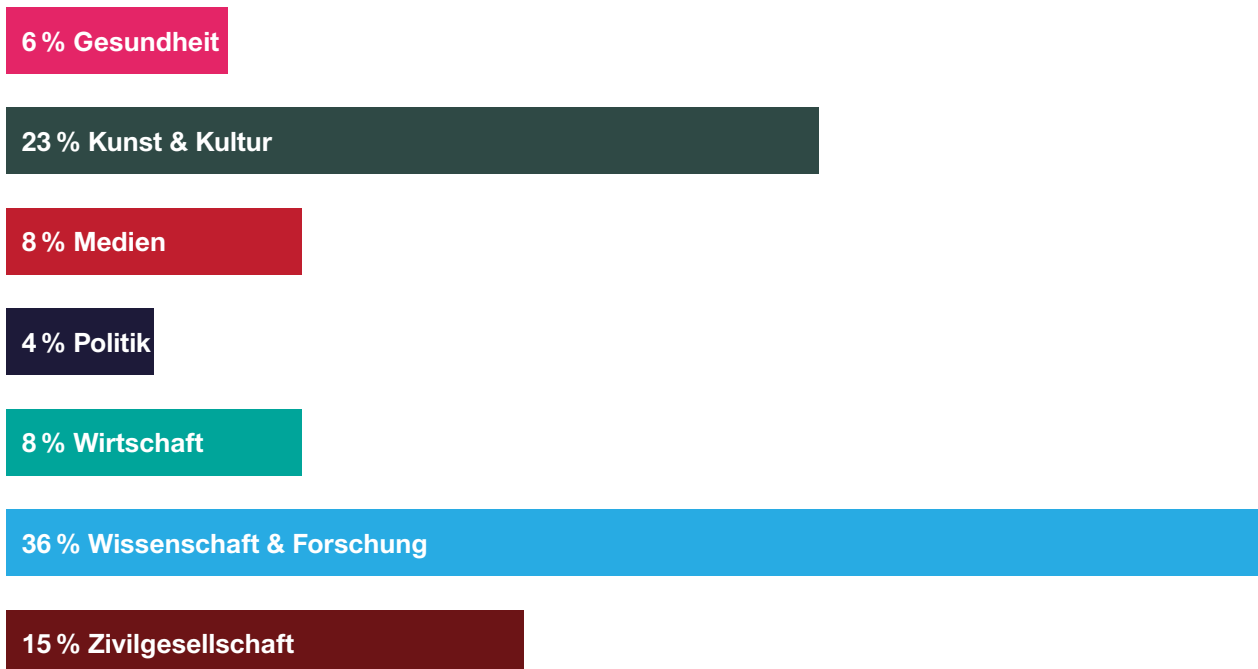 6 % Gesundheit
23 % Kunst & Kultur
8 % Medien
4 % Politik
8 % Wirtschaft
36 % Wissenschaft & Forschung
15 % Zivilgesellschaft